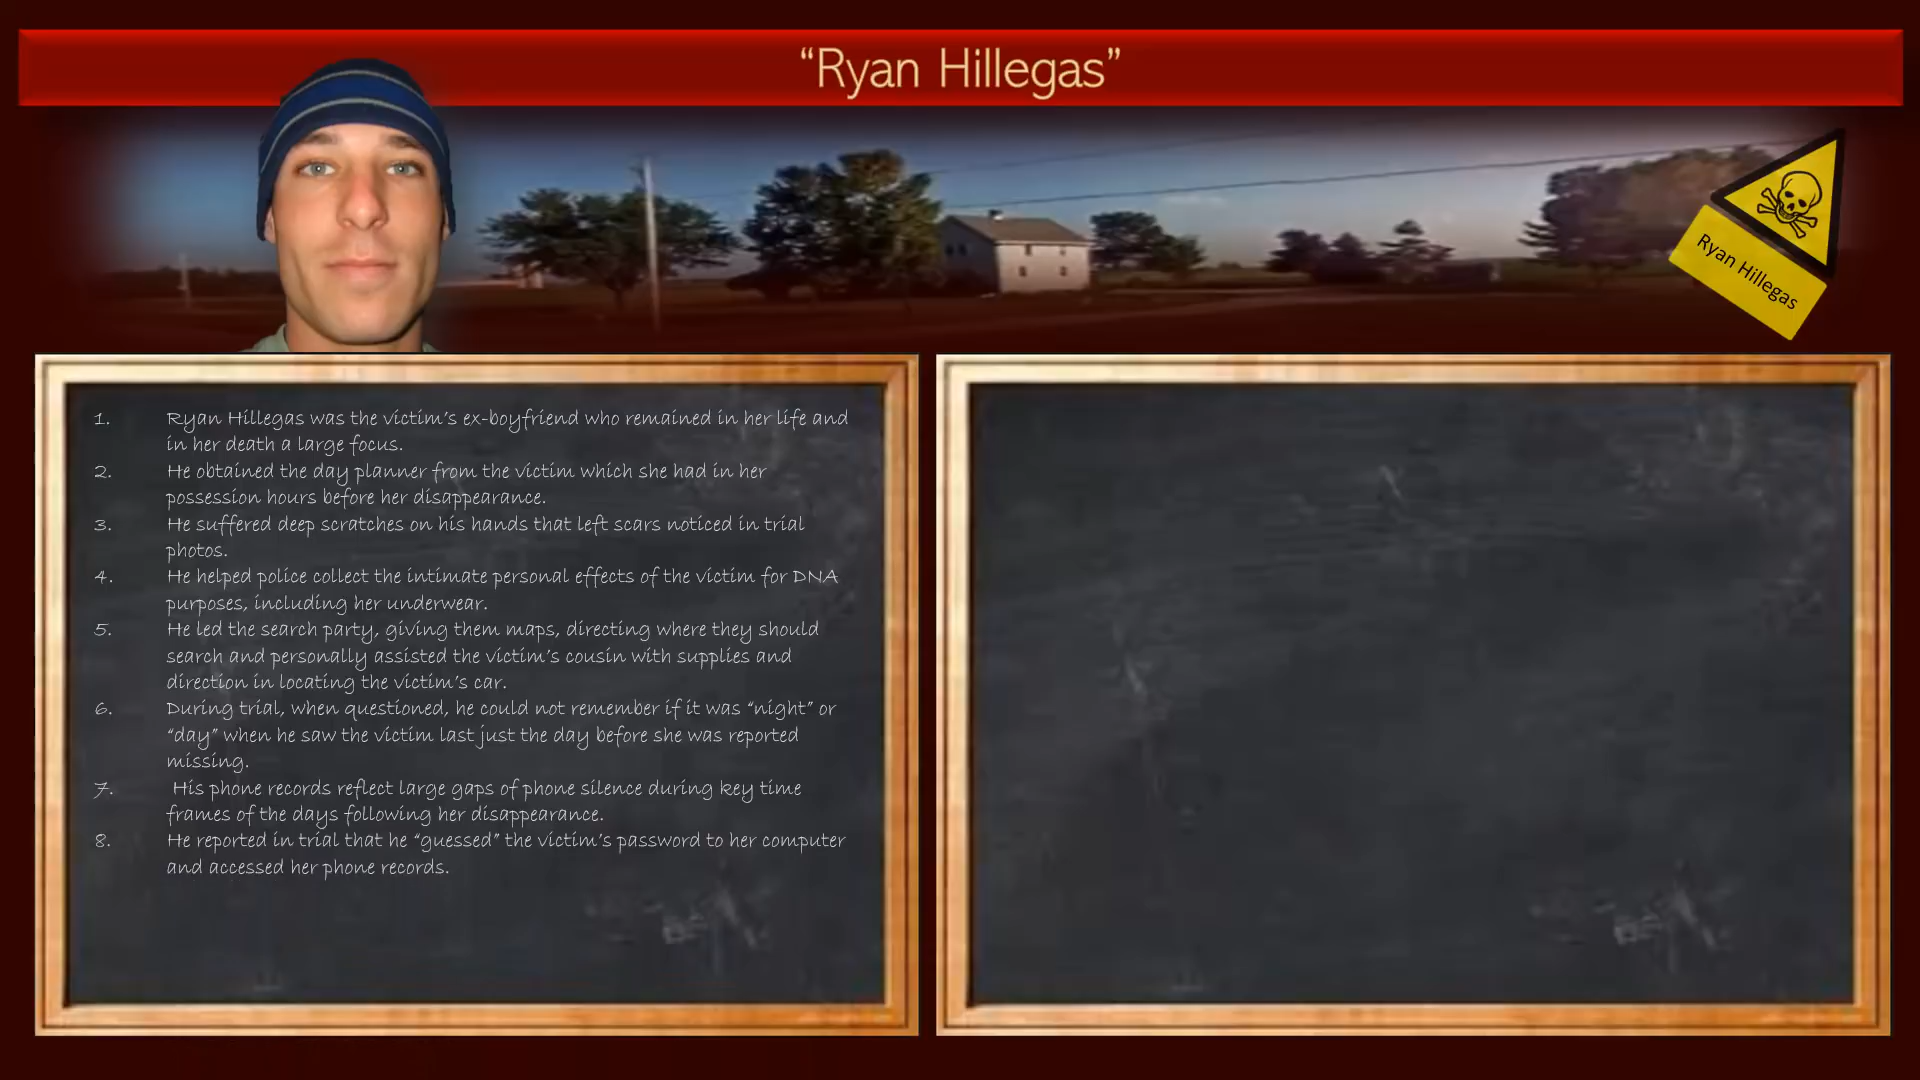 “Ryan Hillegas”
Ryan Hillegas
1. Ryan Hillegas was the victim’s ex-boyfriend who remained in her life and
in her death a large focus.
2. He obtained the day planner from the victim which she had in her
possession hours before her disappearance.
3. He suffered deep scratches on his hands that left scars noticed in trial
photos.
4. He helped police collect the intimate personal effects of the victim for DNA
purposes, including her underwear.
5. He led the search party, giving them maps, directing where they should
search and personally assisted the victim’s cousin with supplies and
direction in locating the victim’s car.
6. During trial, when questioned, he could not remember if it was “night” or
“day” when he saw the victim last just the day before she was reported
missing.
7. His phone records reflect large gaps of phone silence during key time
frames of the days following her disappearance.
8. He reported in trial that he “guessed” the victim’s password to her computer
and accessed her phone records.